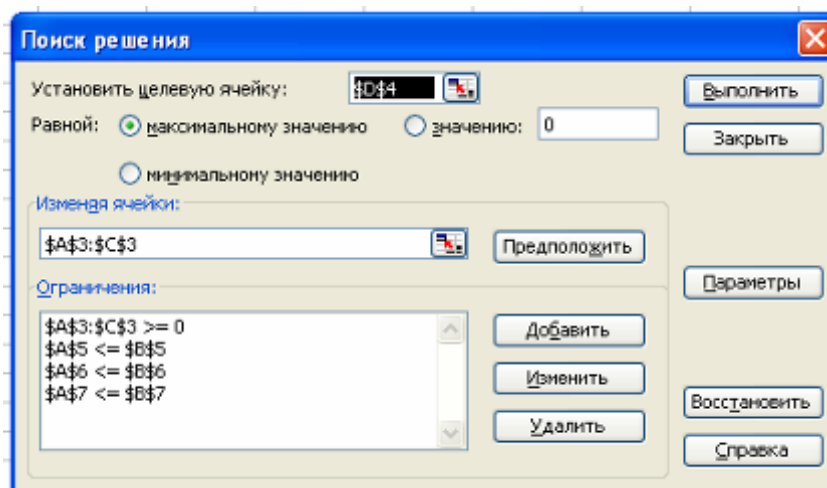 Поиск решения
Установить целевую ячейку: $D$4
Выполнить
Равной: максимальному значению значению: 0
Закрыть
минимальному значению
Изменяя ячейки:
$A$3:$C$3
Предположить
Параметры
Ограничения:
$A$3:$C$3 >= 0
$A$5 <= $B$5
$A$6 <= $B$6
$A$7 <= $B$7
Добавить
Изменить
Удалить
Восстановить
Справка